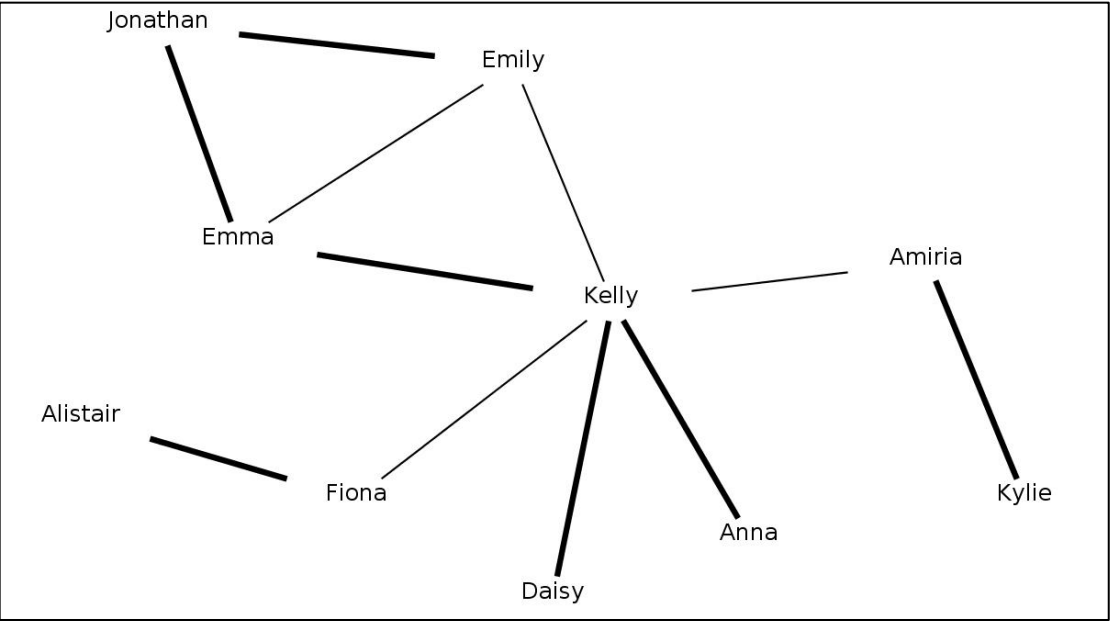 Jonathan
Emily
Emma
Amiria
Kelly
Alistair
Fiona
Kylie
Anna
Daisy